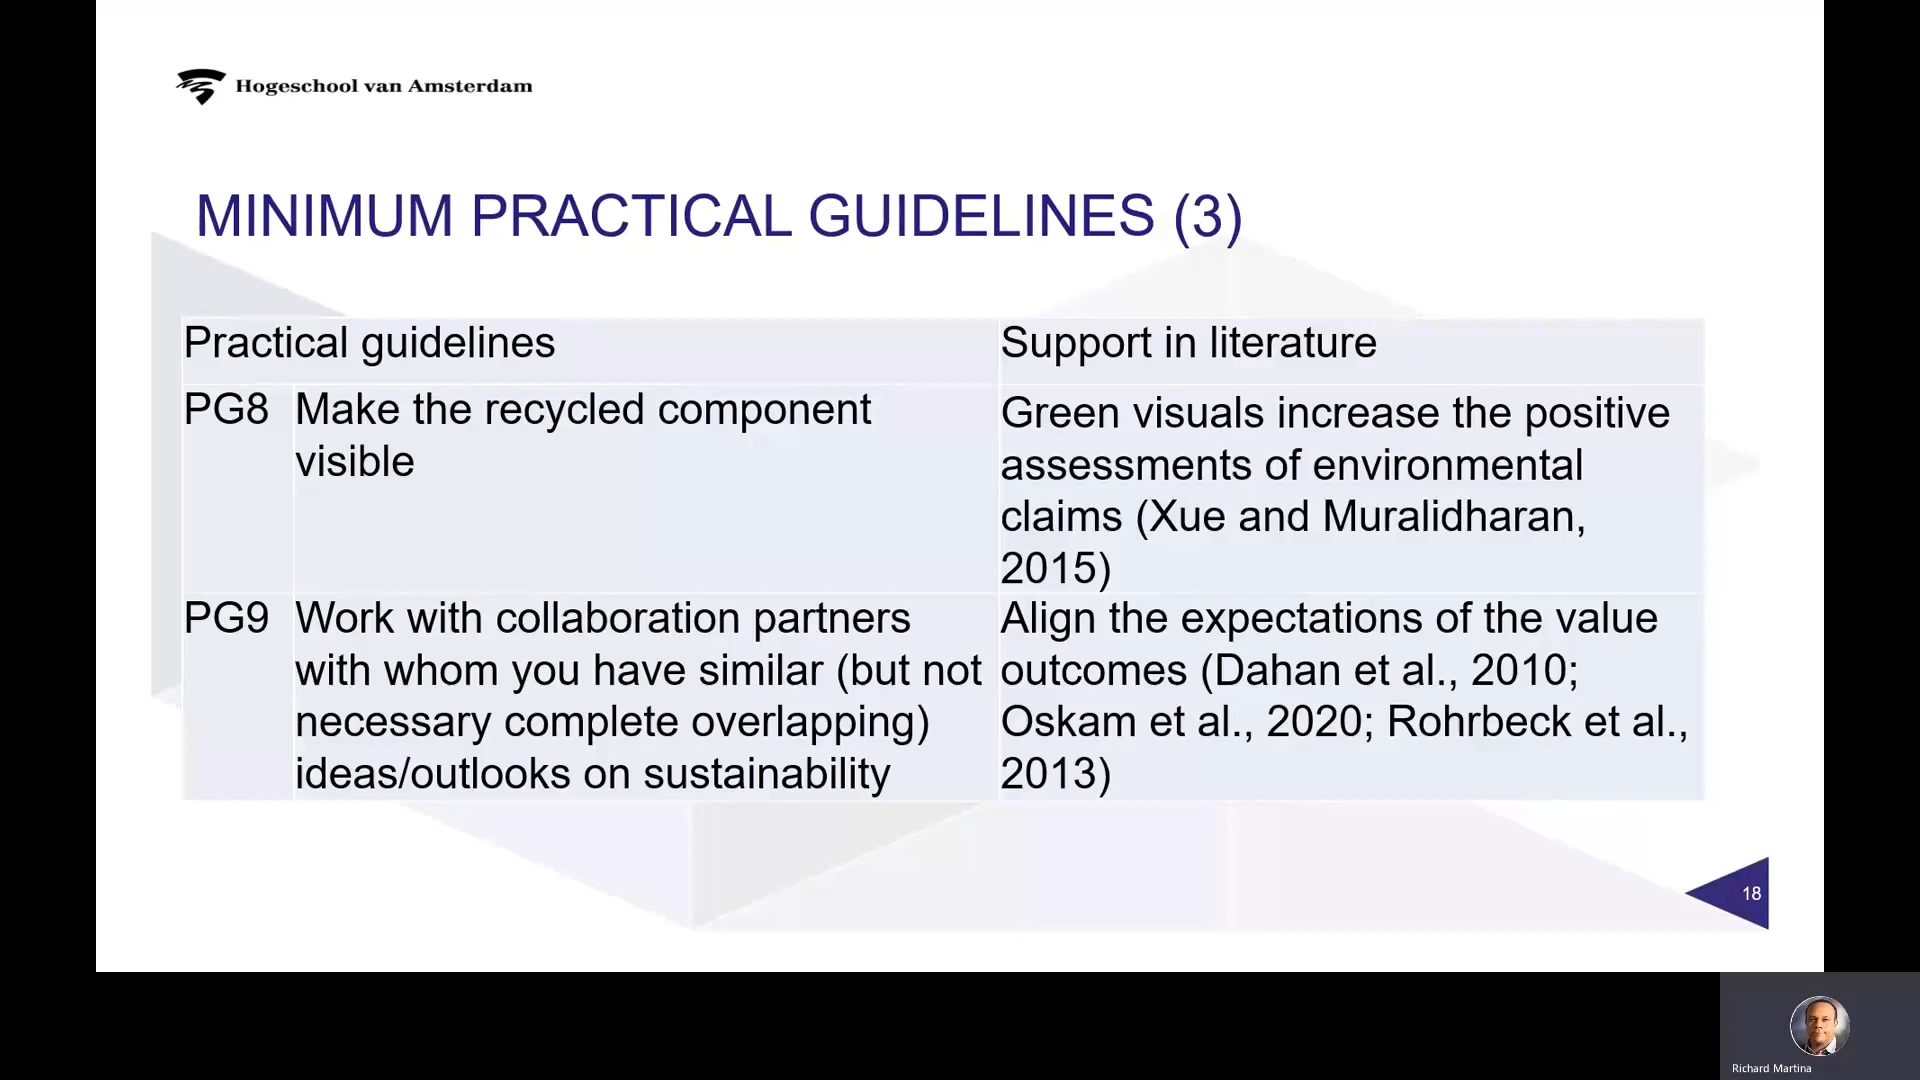 Hogeschool van Amsterdam
MINIMUM PRACTICAL GUIDELINES (3)
Practical guidelines
Support in literature
PG8
Make the recycled component
visible
Green visuals increase the positive
assessments of environmental
claims (Xue and Muralidharan,
2015)
PG9
Work with collaboration partners
with whom you have similar (but not
necessary complete overlapping)
ideas/outlooks on sustainability
Align the expectations of the value
outcomes (Dahan et al., 2010;
Oskam et al., 2020; Rohrbeck et al.,
2013)
18
Richard Martina